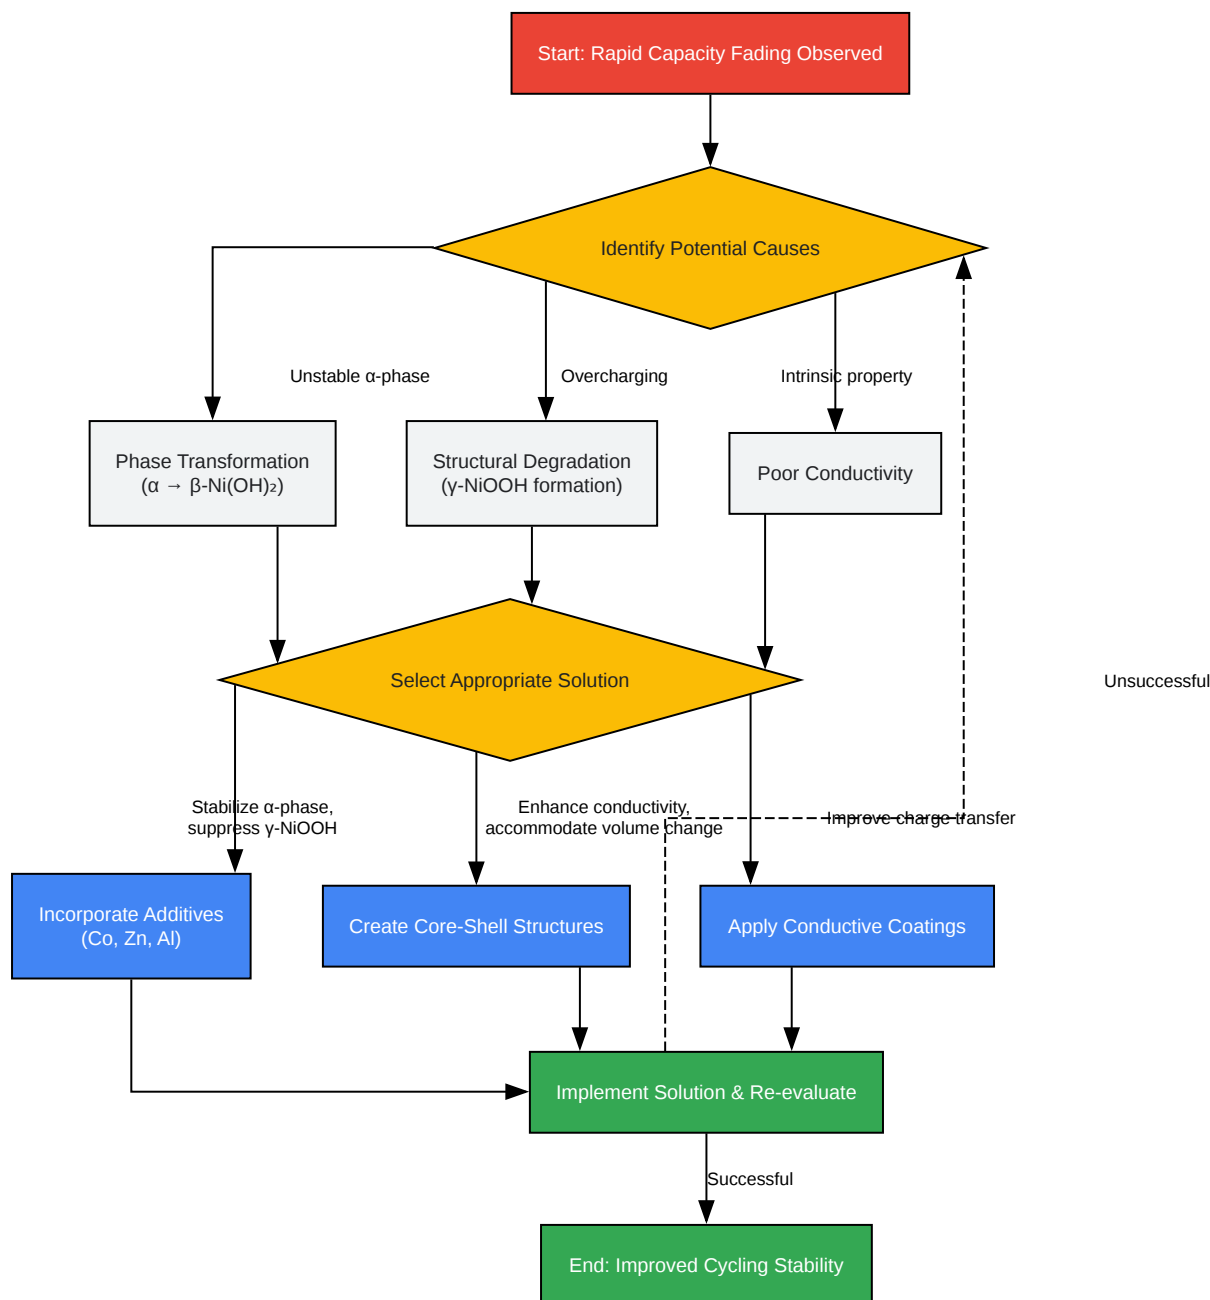 Start: Rapid Capacity Fading Observed
Identify Potential Causes
Unstable α-phase
Overcharging
Intrinsic property
Phase Transformation
(α → β-Ni(OH)₂)
Structural Degradation
(γ-NiOOH formation)
Poor Conductivity
Select Appropriate Solution
Unsuccessful
Stabilize α-phase,
suppress γ-NiOOH
Enhance conductivity,
accommodate volume change
Improve charge transfer
Incorporate Additives
(Co, Zn, Al)
Create Core-Shell Structures
Apply Conductive Coatings
Implement Solution & Re-evaluate
Successful
End: Improved Cycling Stability